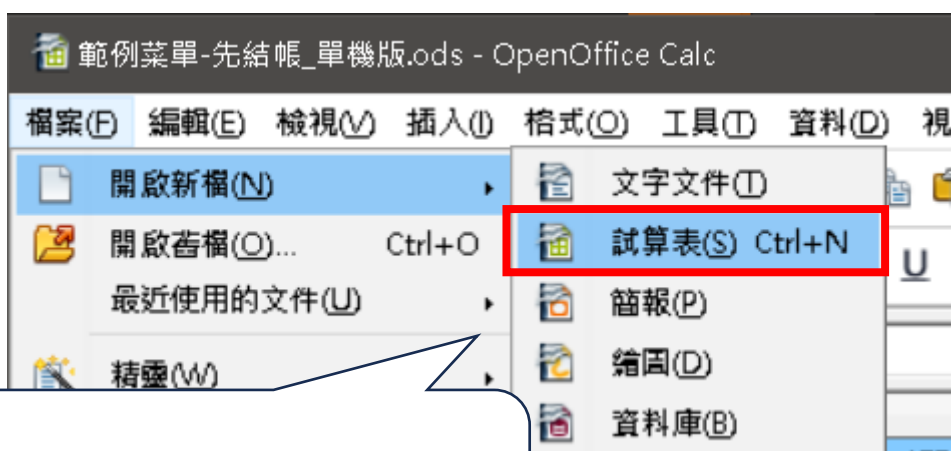 範例菜單-先結帳_單機版.ods - OpenOffice Calc
檔案(F) 編輯(E) 檢視(V) 插入(I) 格式(O) 工具(T) 資料(D) 視
開啟新檔(N)
開啟舊檔(O)... Ctrl+O
最近使用的文件(U)
精靈(W)
文字文件(T)
試算表(S) Ctrl+N
簡報(P)
繪圖(D)
資料庫(B)
U